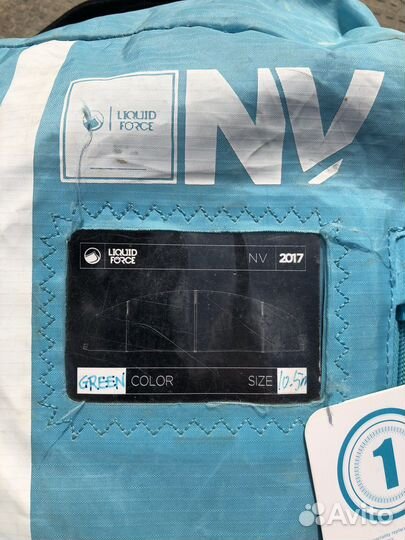 LIQUID
FORCE
NV
LIQUID
FORCE
NV 2017
GREEN COLOR SIZE 10.5m
1
Avito